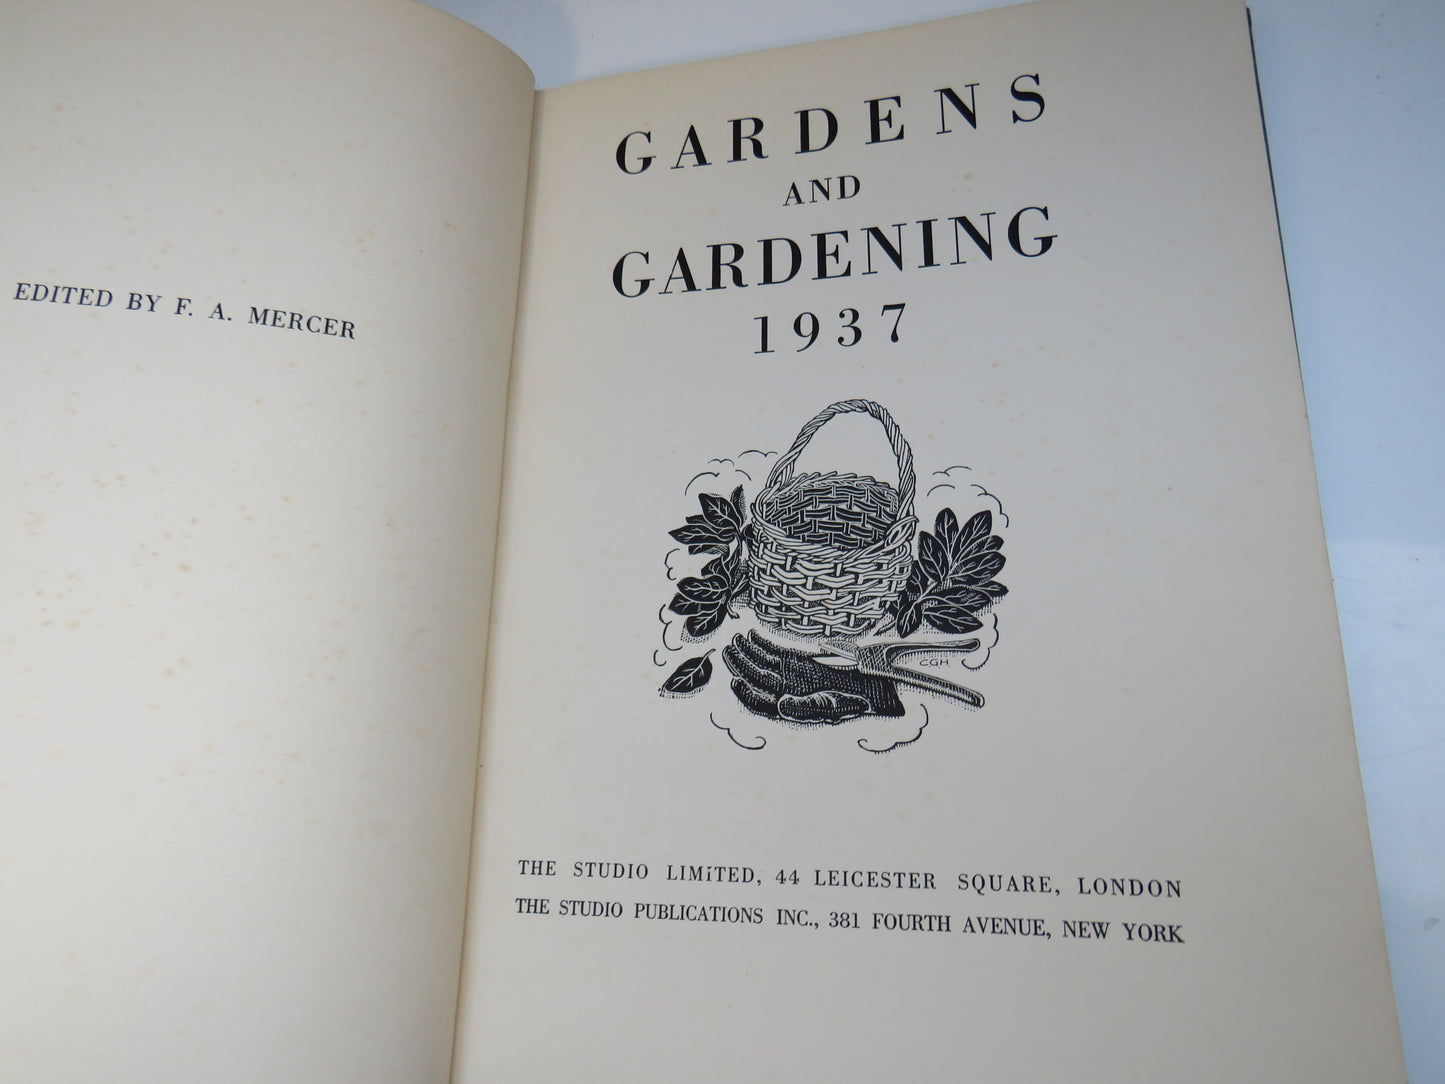 EDITED BY F. A. MERCER
GARDENS
AND
GARDENING
1937
C.G.H.
THE STUDIO LIMiTED, 44 LEICESTER SQUARE, LONDON
THE STUDIO PUBLICATIONS INC., 381 FOURTH AVENUE, NEW YORK